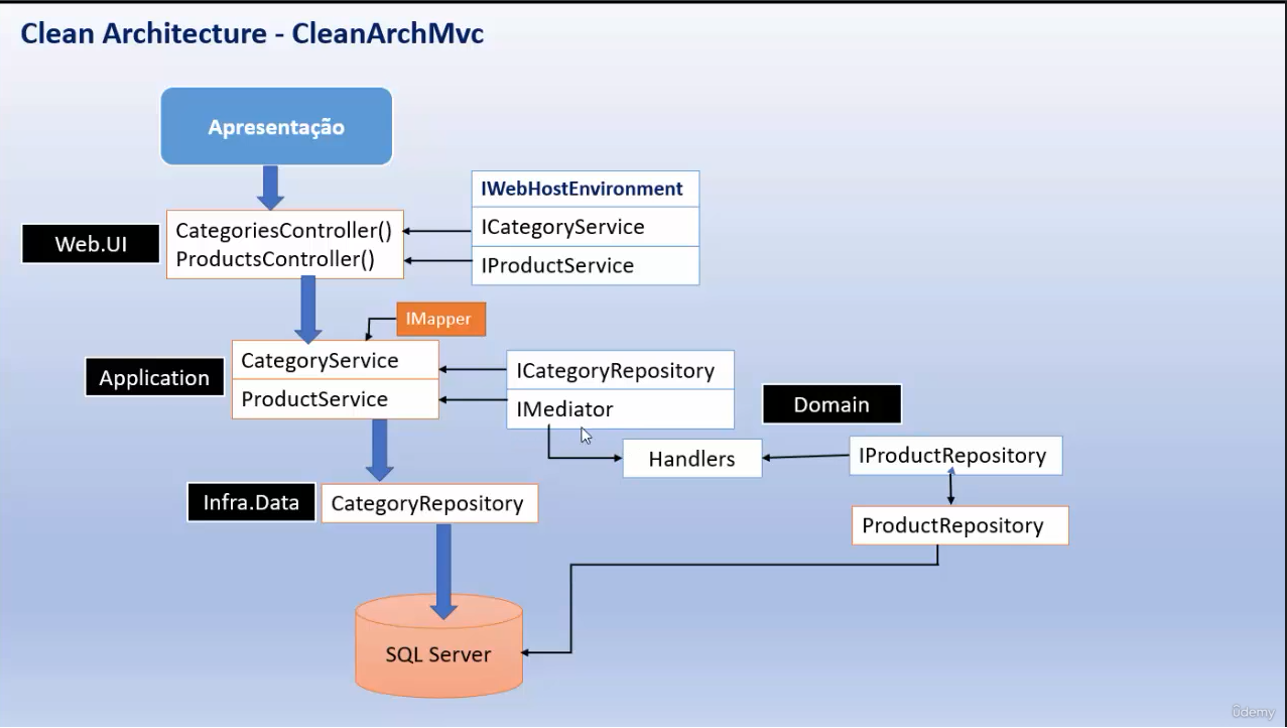 Clean Architecture - CleanArchMvc
Apresentação
IWebHostEnvironment
ICategoryService
IProductService
Web.UI
CategoriesController()
ProductsController()
IMapper
Application
CategoryService
ProductService
ICategoryRepository
IMediator
Domain
Handlers
IProductRepository
Infra.Data
CategoryRepository
ProductRepository
SQL Server
ûdemy